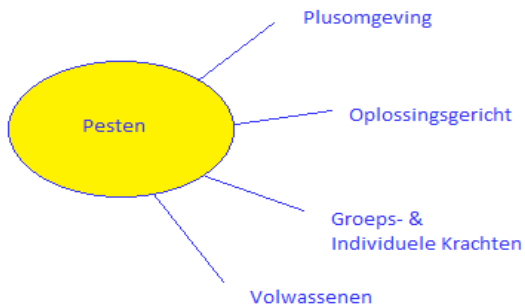 Plusomgeving
Pesten
Oplossingsgericht
Groeps- &
Individuele Krachten
Volwassenen